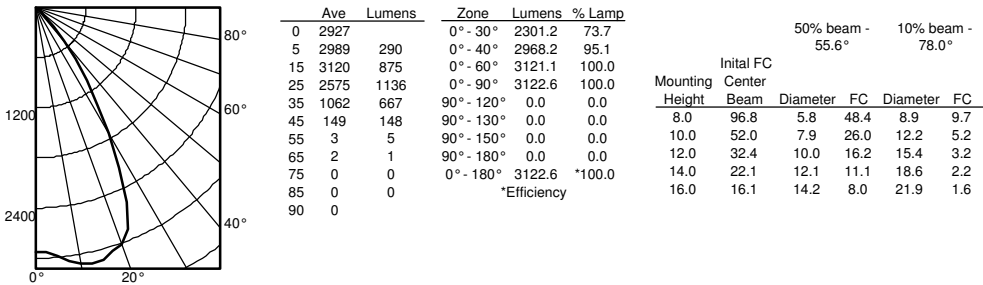 80°
60°
40°
1200
2400
0° 20°
Ave Lumens
0 2927
5 2989 290
15 3120 875
25 2575 1136
35 1062 667
45 149 148
55 3 5
65 2 1
75 0 0
85 0 0
90 0
Zone Lumens % Lamp
0° - 30° 2301.2 73.7
0° - 40° 2968.2 95.1
0° - 60° 3121.1 100.0
0° - 90° 3122.6 100.0
90° - 120° 0.0 0.0
90° - 130° 0.0 0.0
90° - 150° 0.0 0.0
90° - 180° 0.0 0.0
0° - 180° 3122.6 *100.0
*Efficiency
50% beam - 10% beam -
55.6° 78.0°
Inital FC
Mounting Center
Height Beam Diameter FC Diameter FC
8.0 96.8 5.8 48.4 8.9 9.7
10.0 52.0 7.9 26.0 12.2 5.2
12.0 32.4 10.0 16.2 15.4 3.2
14.0 22.1 12.1 11.1 18.6 2.2
16.0 16.1 14.2 8.0 21.9 1.6